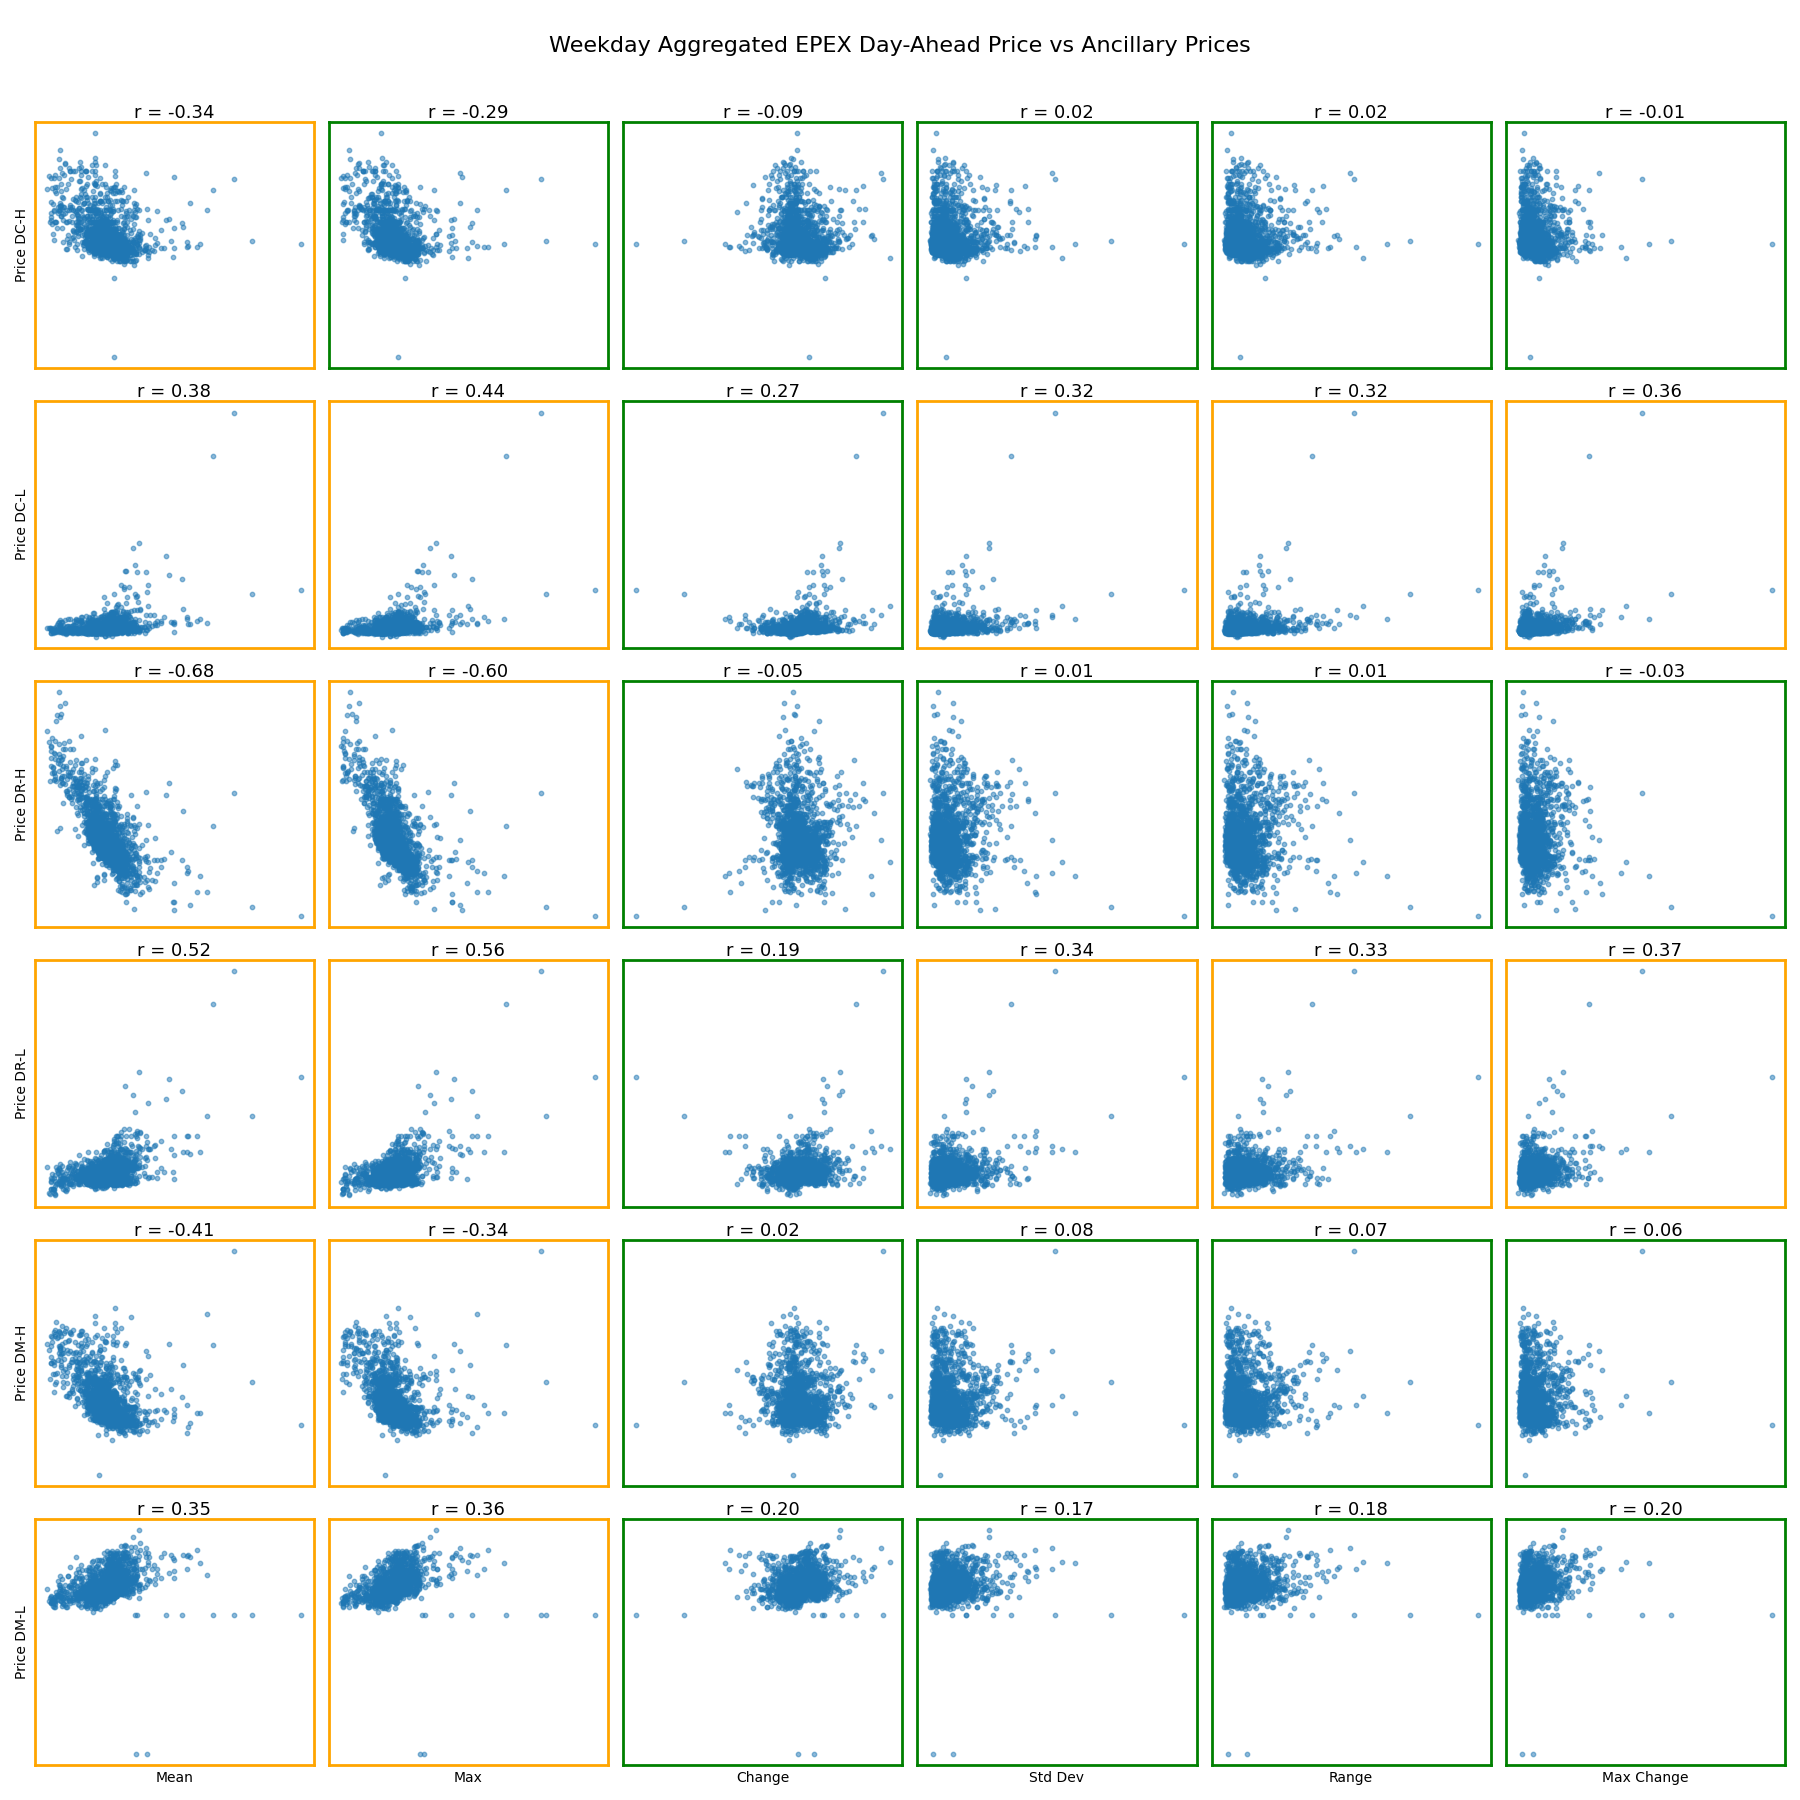 Weekday Aggregated EPEX Day-Ahead Price vs Ancillary Prices
r = -0.34
r = -0.29
r = -0.09
r = 0.02
r = 0.02
r = -0.01
Price DC-H
r = 0.38
r = 0.44
r = 0.27
r = 0.32
r = 0.32
r = 0.36
Price DC-L
r = -0.68
r = -0.60
r = -0.05
r = 0.01
r = 0.01
r = -0.03
Price DR-H
r = 0.52
r = 0.56
r = 0.19
r = 0.34
r = 0.33
r = 0.37
Price DR-L
r = -0.41
r = -0.34
r = 0.02
r = 0.08
r = 0.07
r = 0.06
Price DM-H
r = 0.35
r = 0.36
r = 0.20
r = 0.17
r = 0.18
r = 0.20
Price DM-L
Mean
Max
Change
Std Dev
Range
Max Change